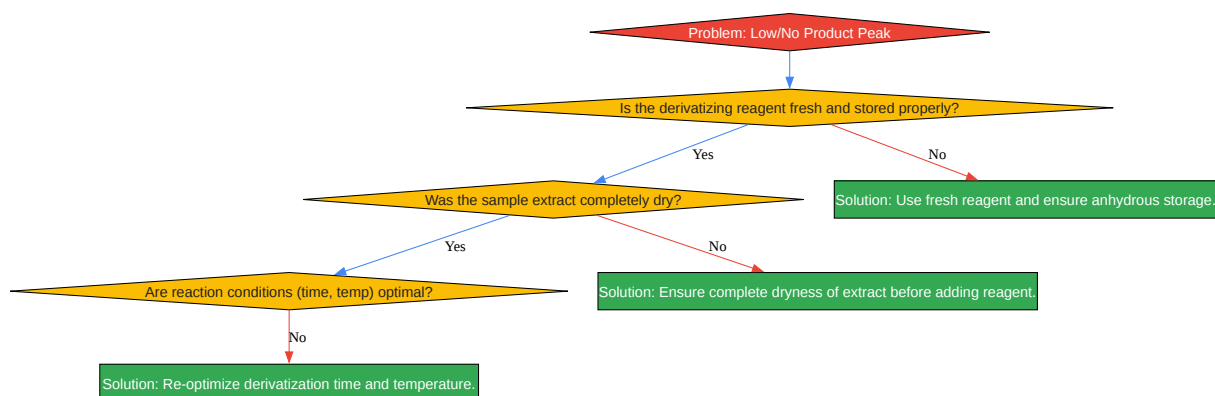 Problem: Low/No Product Peak
Is the derivatizing reagent fresh and stored properly?
Yes
No
Was the sample extract completely dry?
Solution: Use fresh reagent and ensure anhydrous storage.
Yes
No
Are reaction conditions (time, temp) optimal?
Solution: Ensure complete dryness of extract before adding reagent.
No
Solution: Re-optimize derivatization time and temperature.